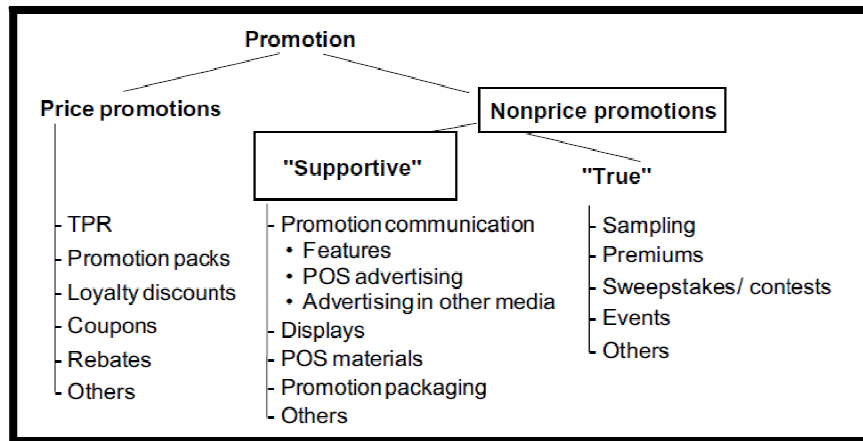 Promotion
Price promotions
Nonprice promotions
"Supportive"
"True"
- TPR
- Promotion packs
- Loyalty discounts
- Coupons
- Rebates
- Others
- Promotion communication
• Features
• POS advertising
• Advertising in other media
- Displays
- POS materials
- Promotion packaging
- Others
- Sampling
- Premiums
- Sweepstakes/ contests
- Events
- Others